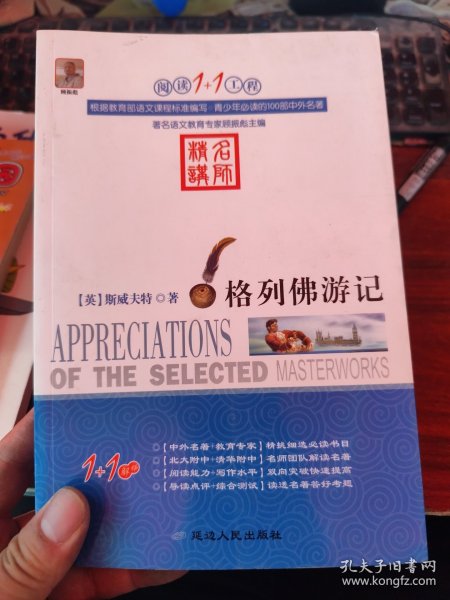 顾振彪
阅读1+1工程
根据教育部语文课程标准编写 青少年必读的100部中外名著
著名语文教育专家顾振彪主编
名师
精講
【英】斯威夫特◎著
格列佛游记
APPRECIATIONS
OF THE SELECTED MASTERWORKS
1+1
◎【中外名著+教育专家】精挑细选必读书目
◎【北大附中+清华附中】名师团队解读名著
◎【阅读能力+写作水平】双向突破快速提高
◎【导读点评+综合测试】读透名著答好考题
延边人民出版社
孔夫子旧书网
www.kongfz.com